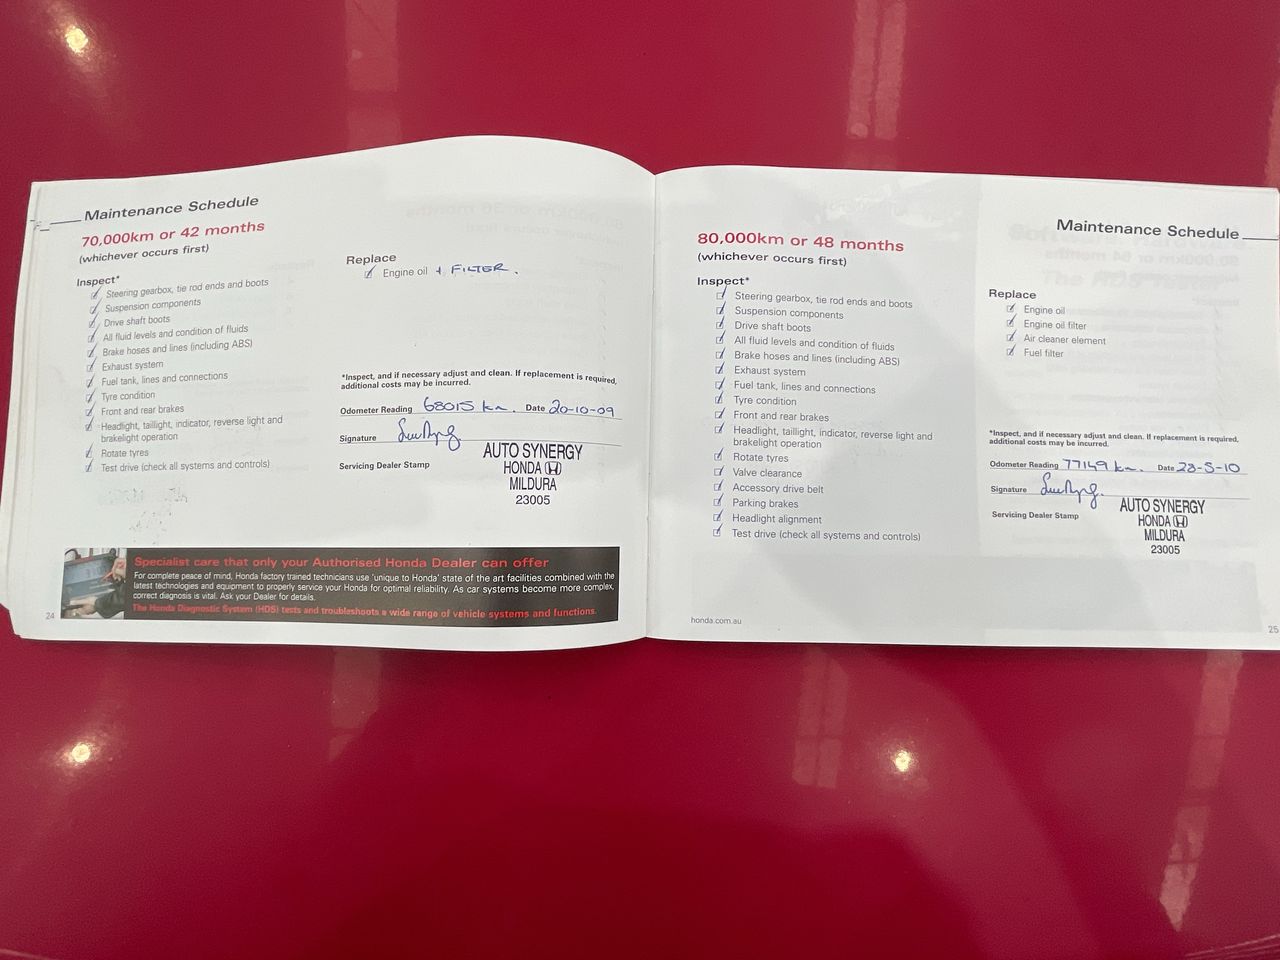 Maintenance Schedule
70,000km or 42 months
(whichever occurs first)
Inspect*
Steering gearbox, tie rod ends and boots
Suspension components
Drive shaft boots
All fluid levels and condition of fluids
Brake hoses and lines (including ABS)
Exhaust system
Fuel tank, lines and connections
Tyre condition
Front and rear brakes
Headlight, taillight, indicator, reverse light and
brakelight operation
Rotate tyres
Test drive (check all systems and controls)
Replace
Engine oil + FILTER.
*Inspect, and if necessary adjust and clean. If replacement is required,
additional costs may be incurred.
Odometer Reading 68015 km. Date 20-10-09
Signature
Servicing Dealer Stamp
AUTO SYNERGY
HONDA
MILDURA
23005
Specialist care that only your Authorised Honda Dealer can offer
For complete peace of mind, Honda factory trained technicians use 'unique to Honda' state of the art facilities combined with the
latest technologies and equipment to properly service your Honda for optimal reliability. As car systems become more complex,
correct diagnosis is vital. Ask your Dealer for details.
The Honda Diagnostic System (HDS) tests and troubleshoots a wide range of vehicle systems and functions.
24
Maintenance Schedule
80,000km or 48 months
(whichever occurs first)
Inspect*
Steering gearbox, tie rod ends and boots
Suspension components
Drive shaft boots
All fluid levels and condition of fluids
Brake hoses and lines (including ABS)
Exhaust system
Fuel tank, lines and connections
Tyre condition
Front and rear brakes
Headlight, taillight, indicator, reverse light and
brakelight operation
Rotate tyres
Valve clearance
Accessory drive belt
Parking brakes
Headlight alignment
Test drive (check all systems and controls)
Replace
Engine oil
Engine oil filter
Air cleaner element
Fuel filter
*Inspect, and if necessary adjust and clean. If replacement is required,
additional costs may be incurred.
Odometer Reading 77149 km. Date 23-5-10
Signature
Servicing Dealer Stamp
AUTO SYNERGY
HONDA
MILDURA
23005
honda.com.au
25